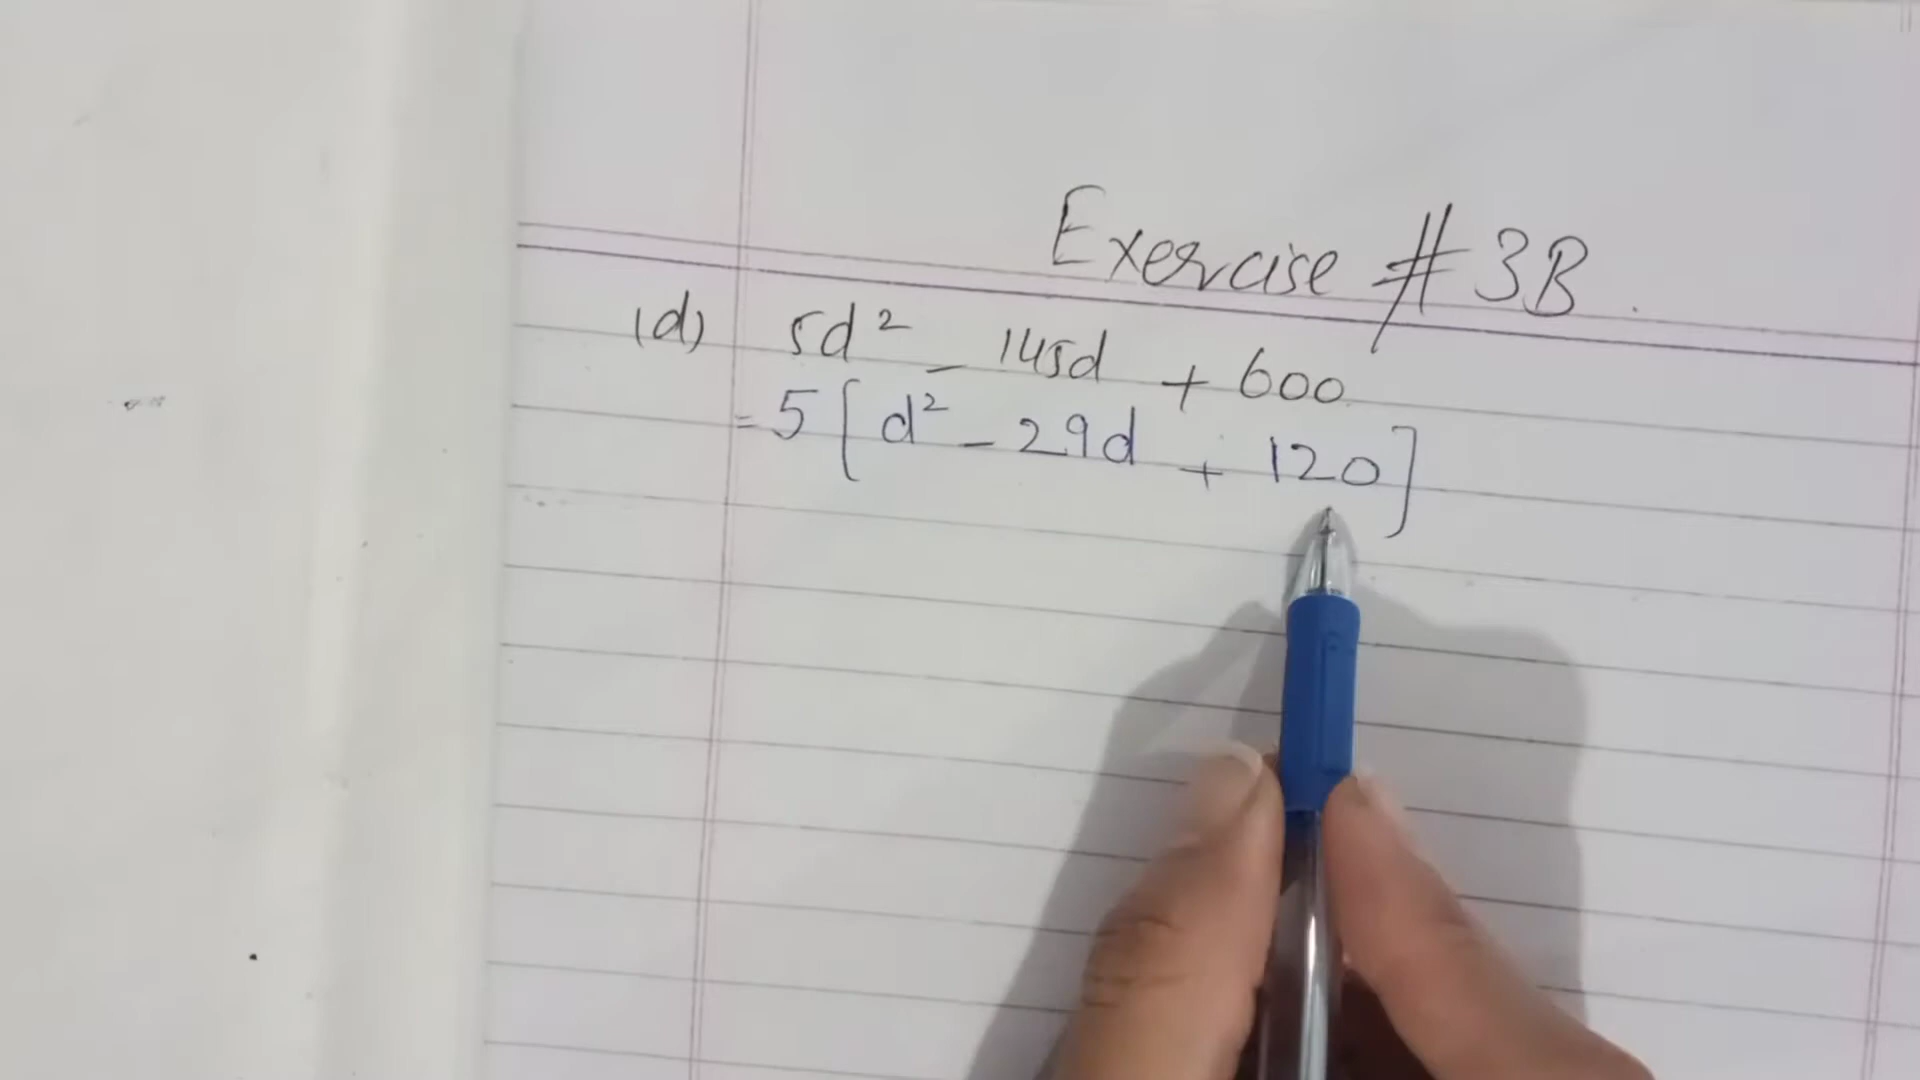 Exercise # 3B.
(d) 5d² - 145d + 600
= 5 [ d² - 29d + 120 ]